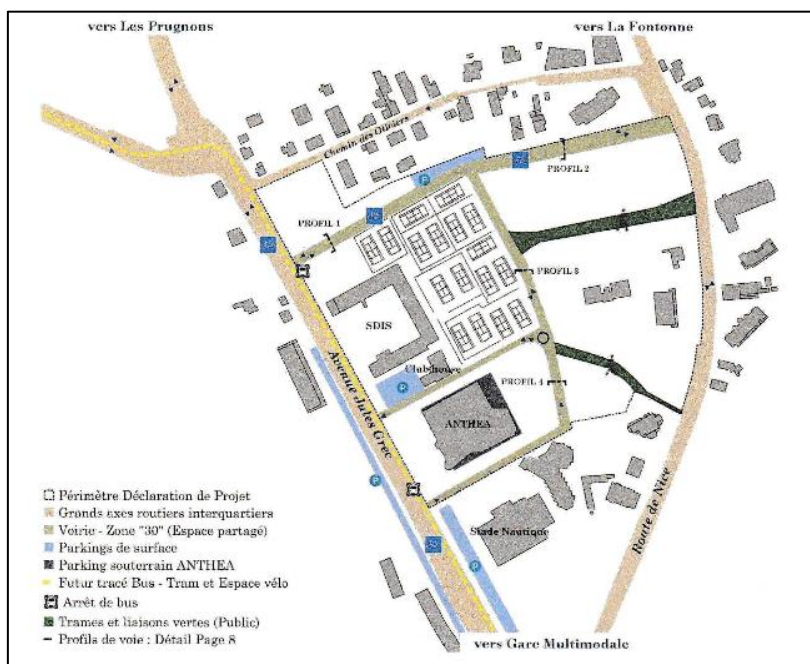 vers Les Prugnons
vers La Fontonne
Chemin des Oliviers
P
PROFIL 2
PROFIL 1
PROFIL 3
SDIS
Clubhouse
P
PROFIL 4
ANTHEA
Avenue Jules Grec
Route de Nice
P
Stade Nautique
P
Périmètre Déclaration de Projet
Grands axes routiers interquartiers
Voirie - Zone "30" (Espace partagé)
Parkings de surface
Parking souterrain ANTHEA
Futur tracé Bus - Tram et Espace vélo
Arrêt de bus
Trames et liaisons vertes (Public)
Profils de voie : Détail Page 8
vers Gare Multimodale